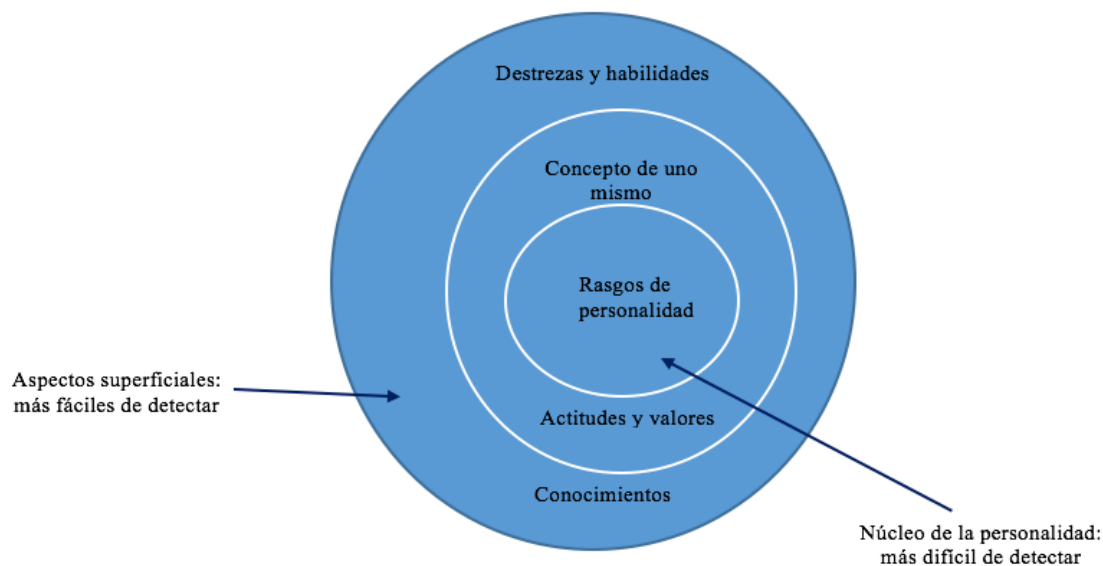 Destrezas y habilidades
Concepto de uno
mismo
Rasgos de
personalidad
Aspectos superficiales:
más fáciles de detectar
Actitudes y valores
Conocimientos
Núcleo de la personalidad:
más difícil de detectar